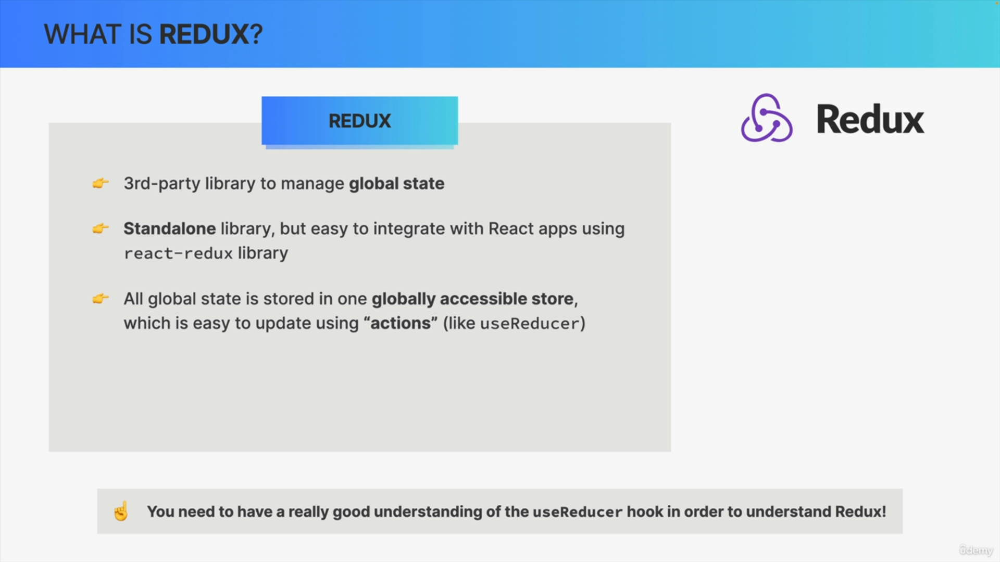 WHAT IS REDUX?
REDUX
Redux
👉 3rd-party library to manage global state
👉 Standalone library, but easy to integrate with React apps using
react-redux library
👉 All global state is stored in one globally accessible store,
which is easy to update using “actions” (like useReducer)
☝️ You need to have a really good understanding of the useReducer hook in order to understand Redux!
ûdemy